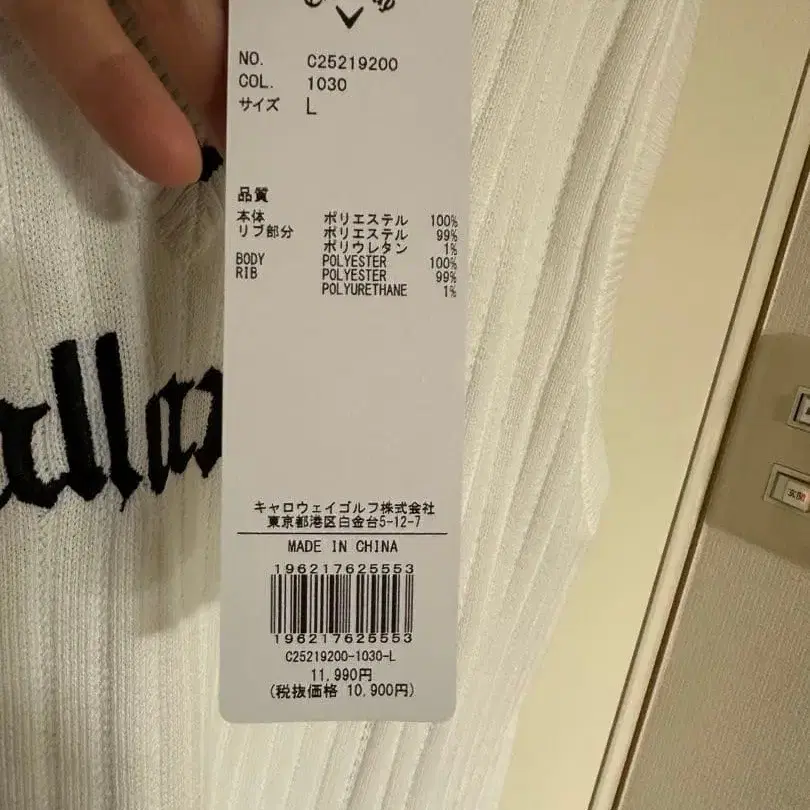 NO. C25219200
COL. 1030
サイズ L
品質
本体 ポリエステル 100%
リブ部分 ポリエステル 99%
ポリウレタン 1%
BODY POLYESTER 100%
RIB POLYESTER 99%
POLYURETHANE 1%
キャロウェイゴルフ株式会社
東京都港区白金台5-12-7
MADE IN CHINA
196217625553
196217625553
C25219200-1030-L
11,990円
(税抜価格 10,900円)
玄関